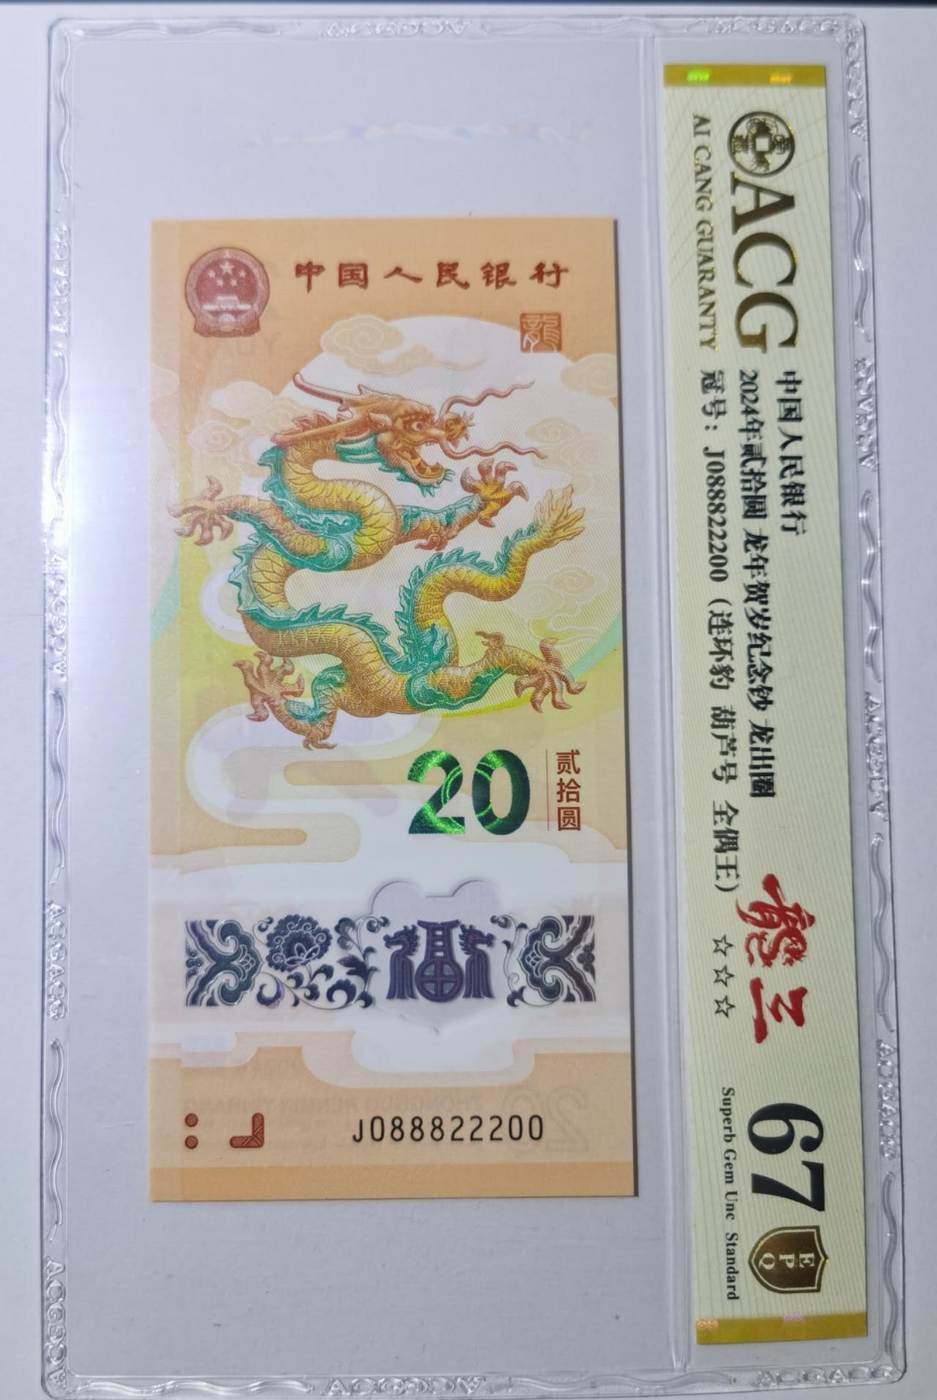 中国人民银行
龍
20
贰拾圆
J088822200
ACG
AI CANG GUARANTY
中国人民银行
2024年贰拾圆 龙年贺岁纪念钞 龙出圈
冠号：J088822200（连环豹 葫芦号 全偶王）
☆☆☆
67
Superb Gem Unc Standard
EPQ